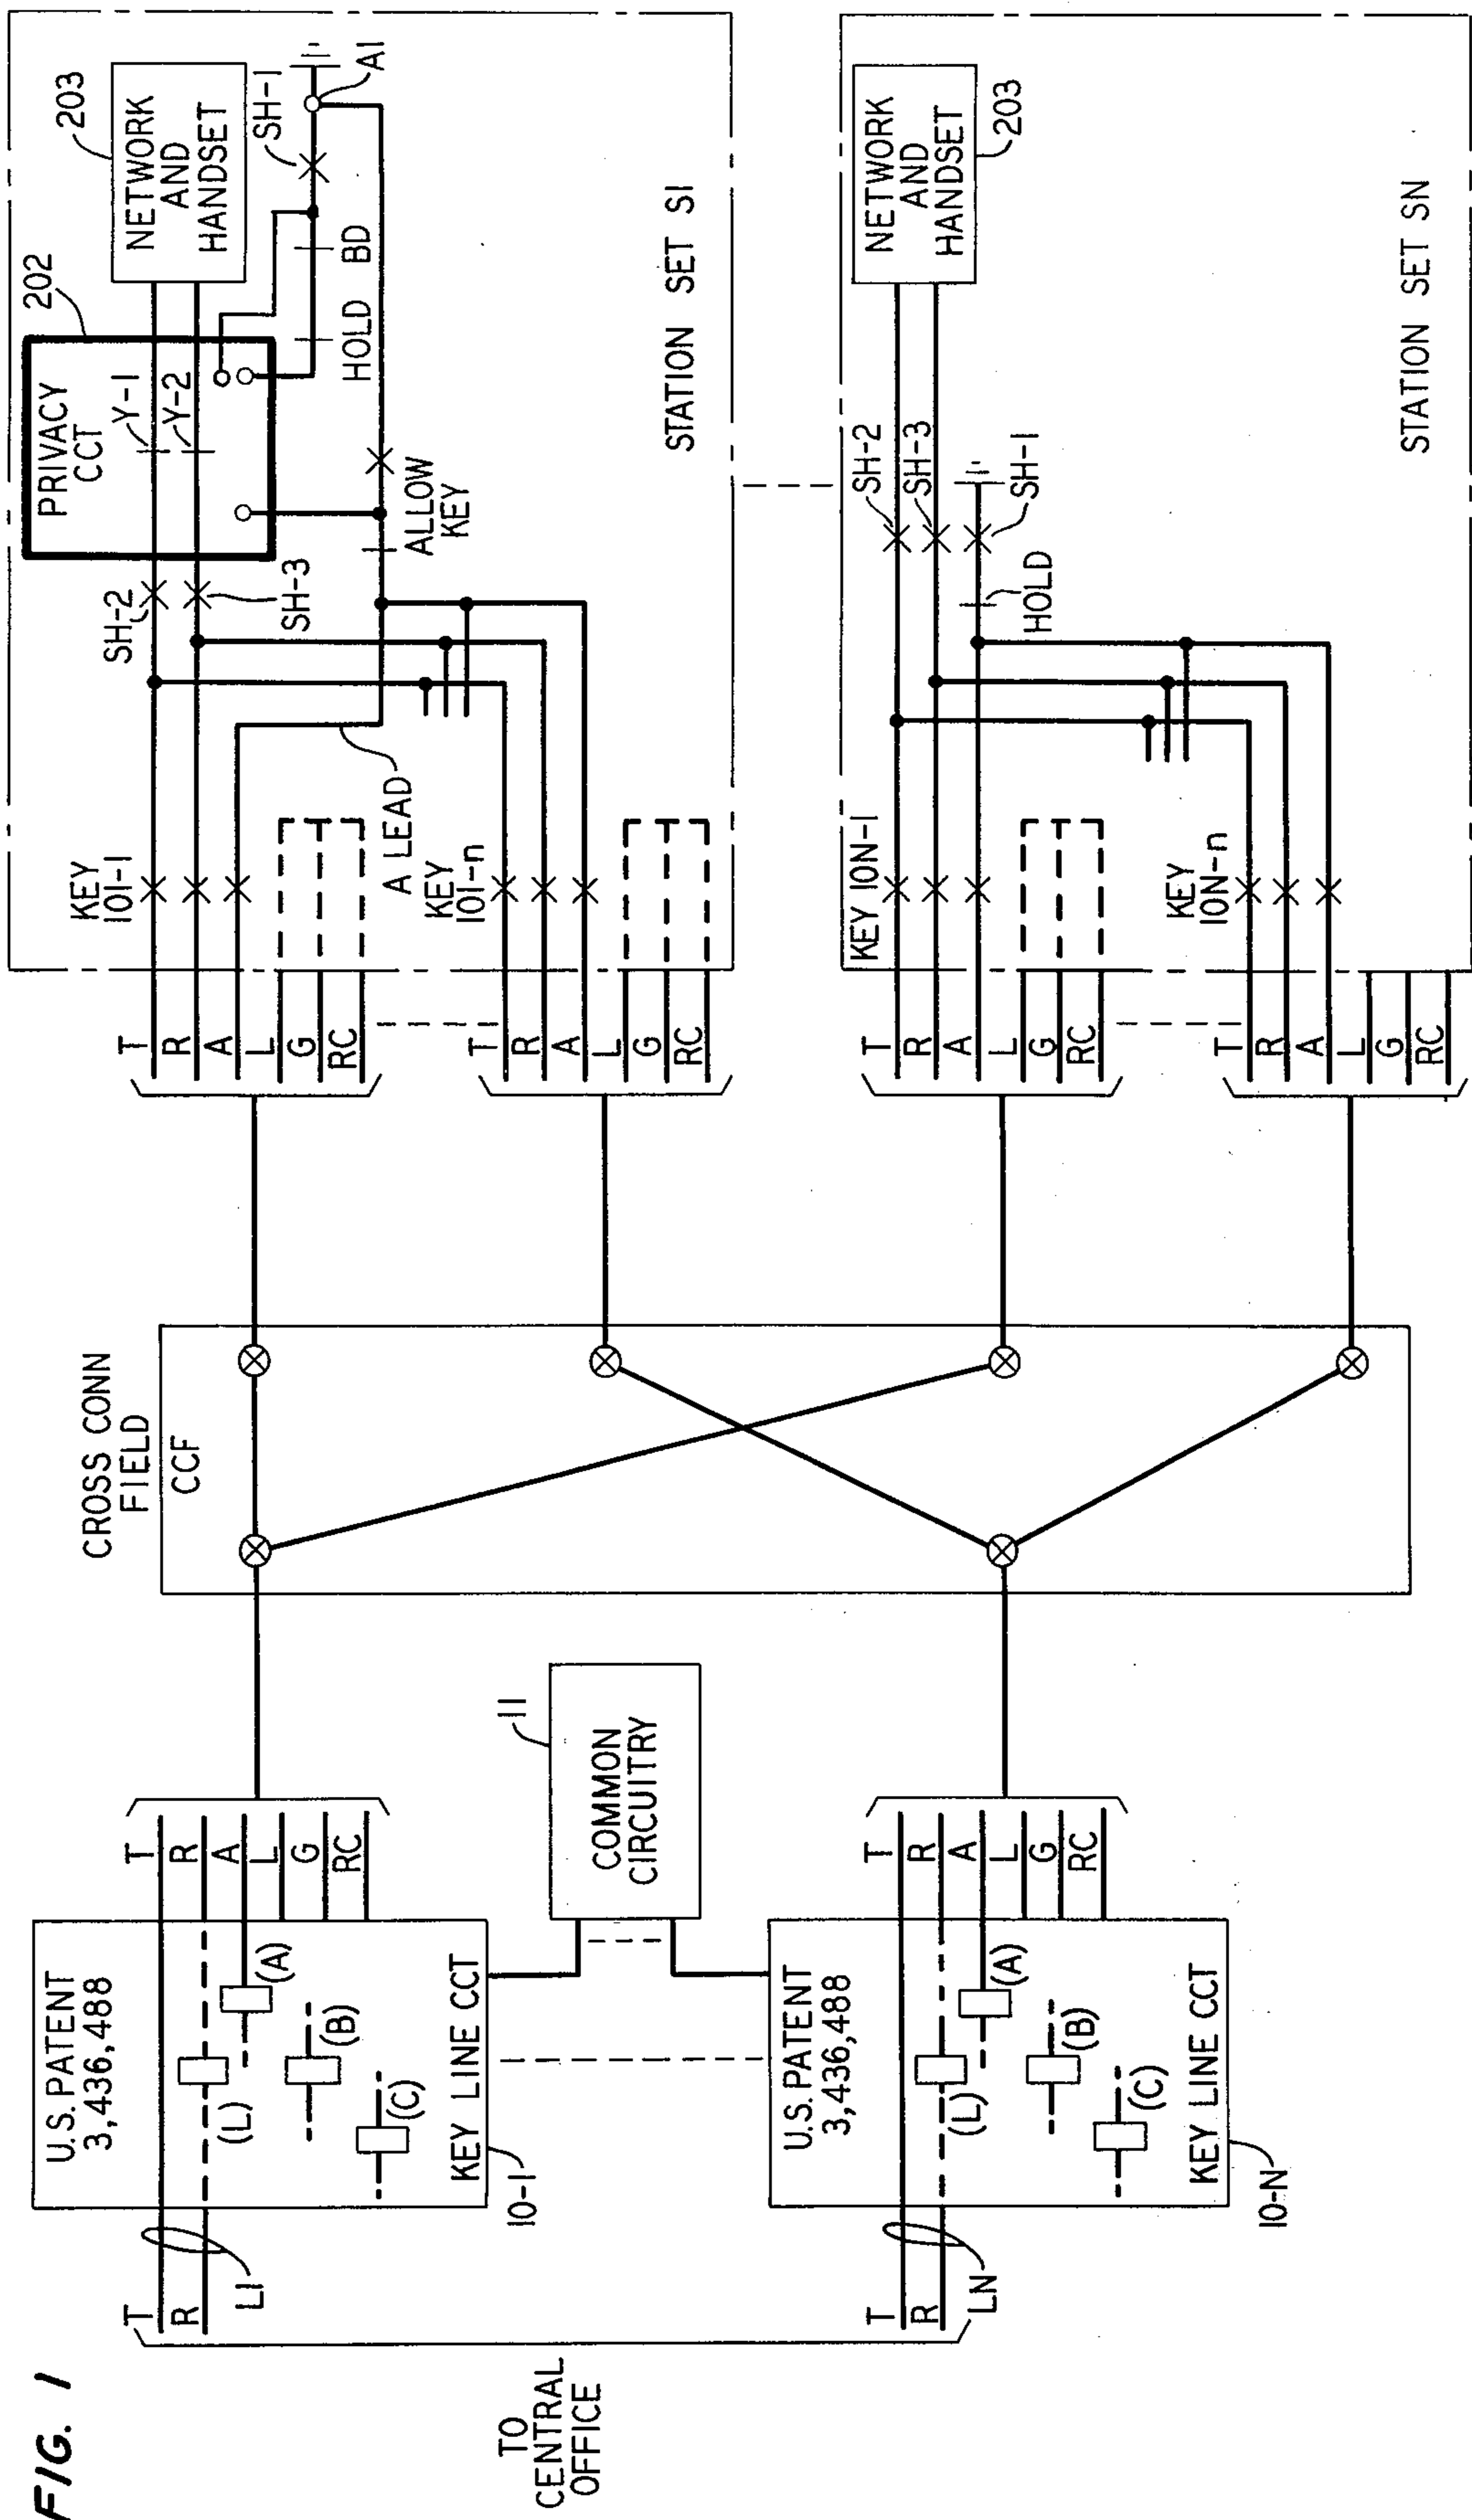 FIG. 1
TO
CENTRAL
OFFICE
T
R
L1
T
R
LN
U.S. PATENT
3,436,488
(L)
(A)
(B)
(C)
KEY LINE CCT
10-1
T
R
A
L
G
RC
11
COMMON
CIRCUITRY
U.S. PATENT
3,436,488
(L)
(A)
(B)
(C)
KEY LINE CCT
10-N
T
R
A
L
G
RC
CROSS CONN
FIELD
CCF
T
R
A
L
G
RC
T
R
A
L
G
RC
T
R
A
L
G
RC
T
R
A
L
G
RC
KEY
101-1
A LEAD
KEY
101-n
SH-2
SH-3
PRIVACY
CCT
202
Y-1
Y-2
ALLOW
KEY
HOLD
BD
SH-1
A1
203
NETWORK
AND
HANDSET
STATION SET S1
KEY 10N-1
KEY
10N-n
HOLD
SH-2
SH-3
SH-1
NETWORK
AND
HANDSET
203
STATION SET SN